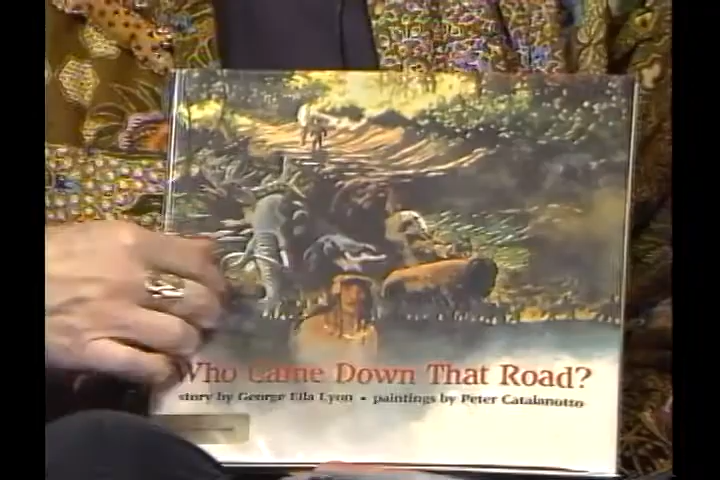 Who Came Down That Road?
story by George Ella Lyon • paintings by Peter Catalanotto